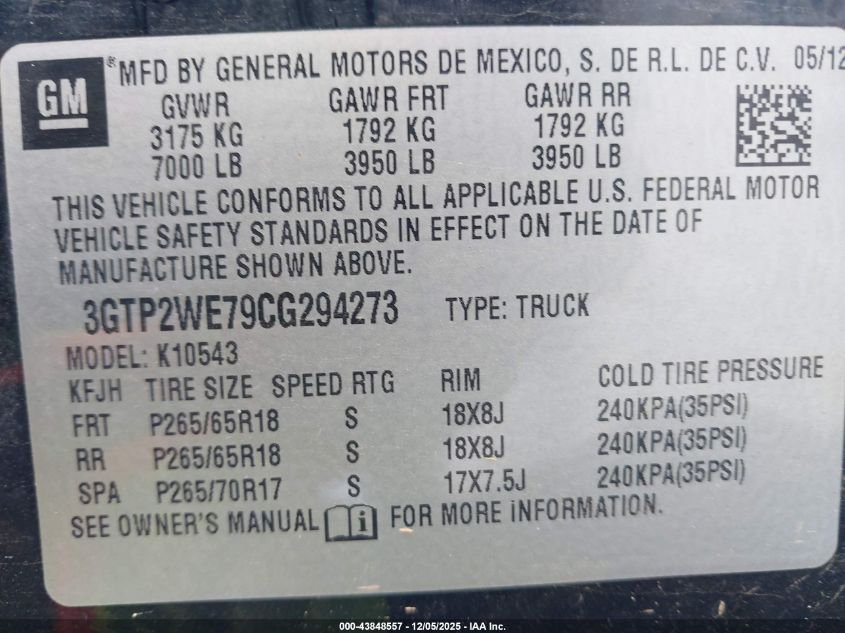 GM ® MFD BY GENERAL MOTORS DE MEXICO, S. DE R.L. DE C.V. 05/12
GVWR GAWR FRT GAWR RR
3175 KG 1792 KG 1792 KG
7000 LB 3950 LB 3950 LB
THIS VEHICLE CONFORMS TO ALL APPLICABLE U.S. FEDERAL MOTOR
VEHICLE SAFETY STANDARDS IN EFFECT ON THE DATE OF
MANUFACTURE SHOWN ABOVE.
3GTP2WE79CG294273 TYPE: TRUCK
MODEL: K10543
KFJH TIRE SIZE SPEED RTG RIM COLD TIRE PRESSURE
FRT P265/65R18 S 18X8J 240KPA(35PSI)
RR P265/65R18 S 18X8J 240KPA(35PSI)
SPA P265/70R17 S 17X7.5J 240KPA(35PSI)
SEE OWNER'S MANUAL i FOR MORE INFORMATION.
000-43848557 - 12/05/2025 - IAA Inc.